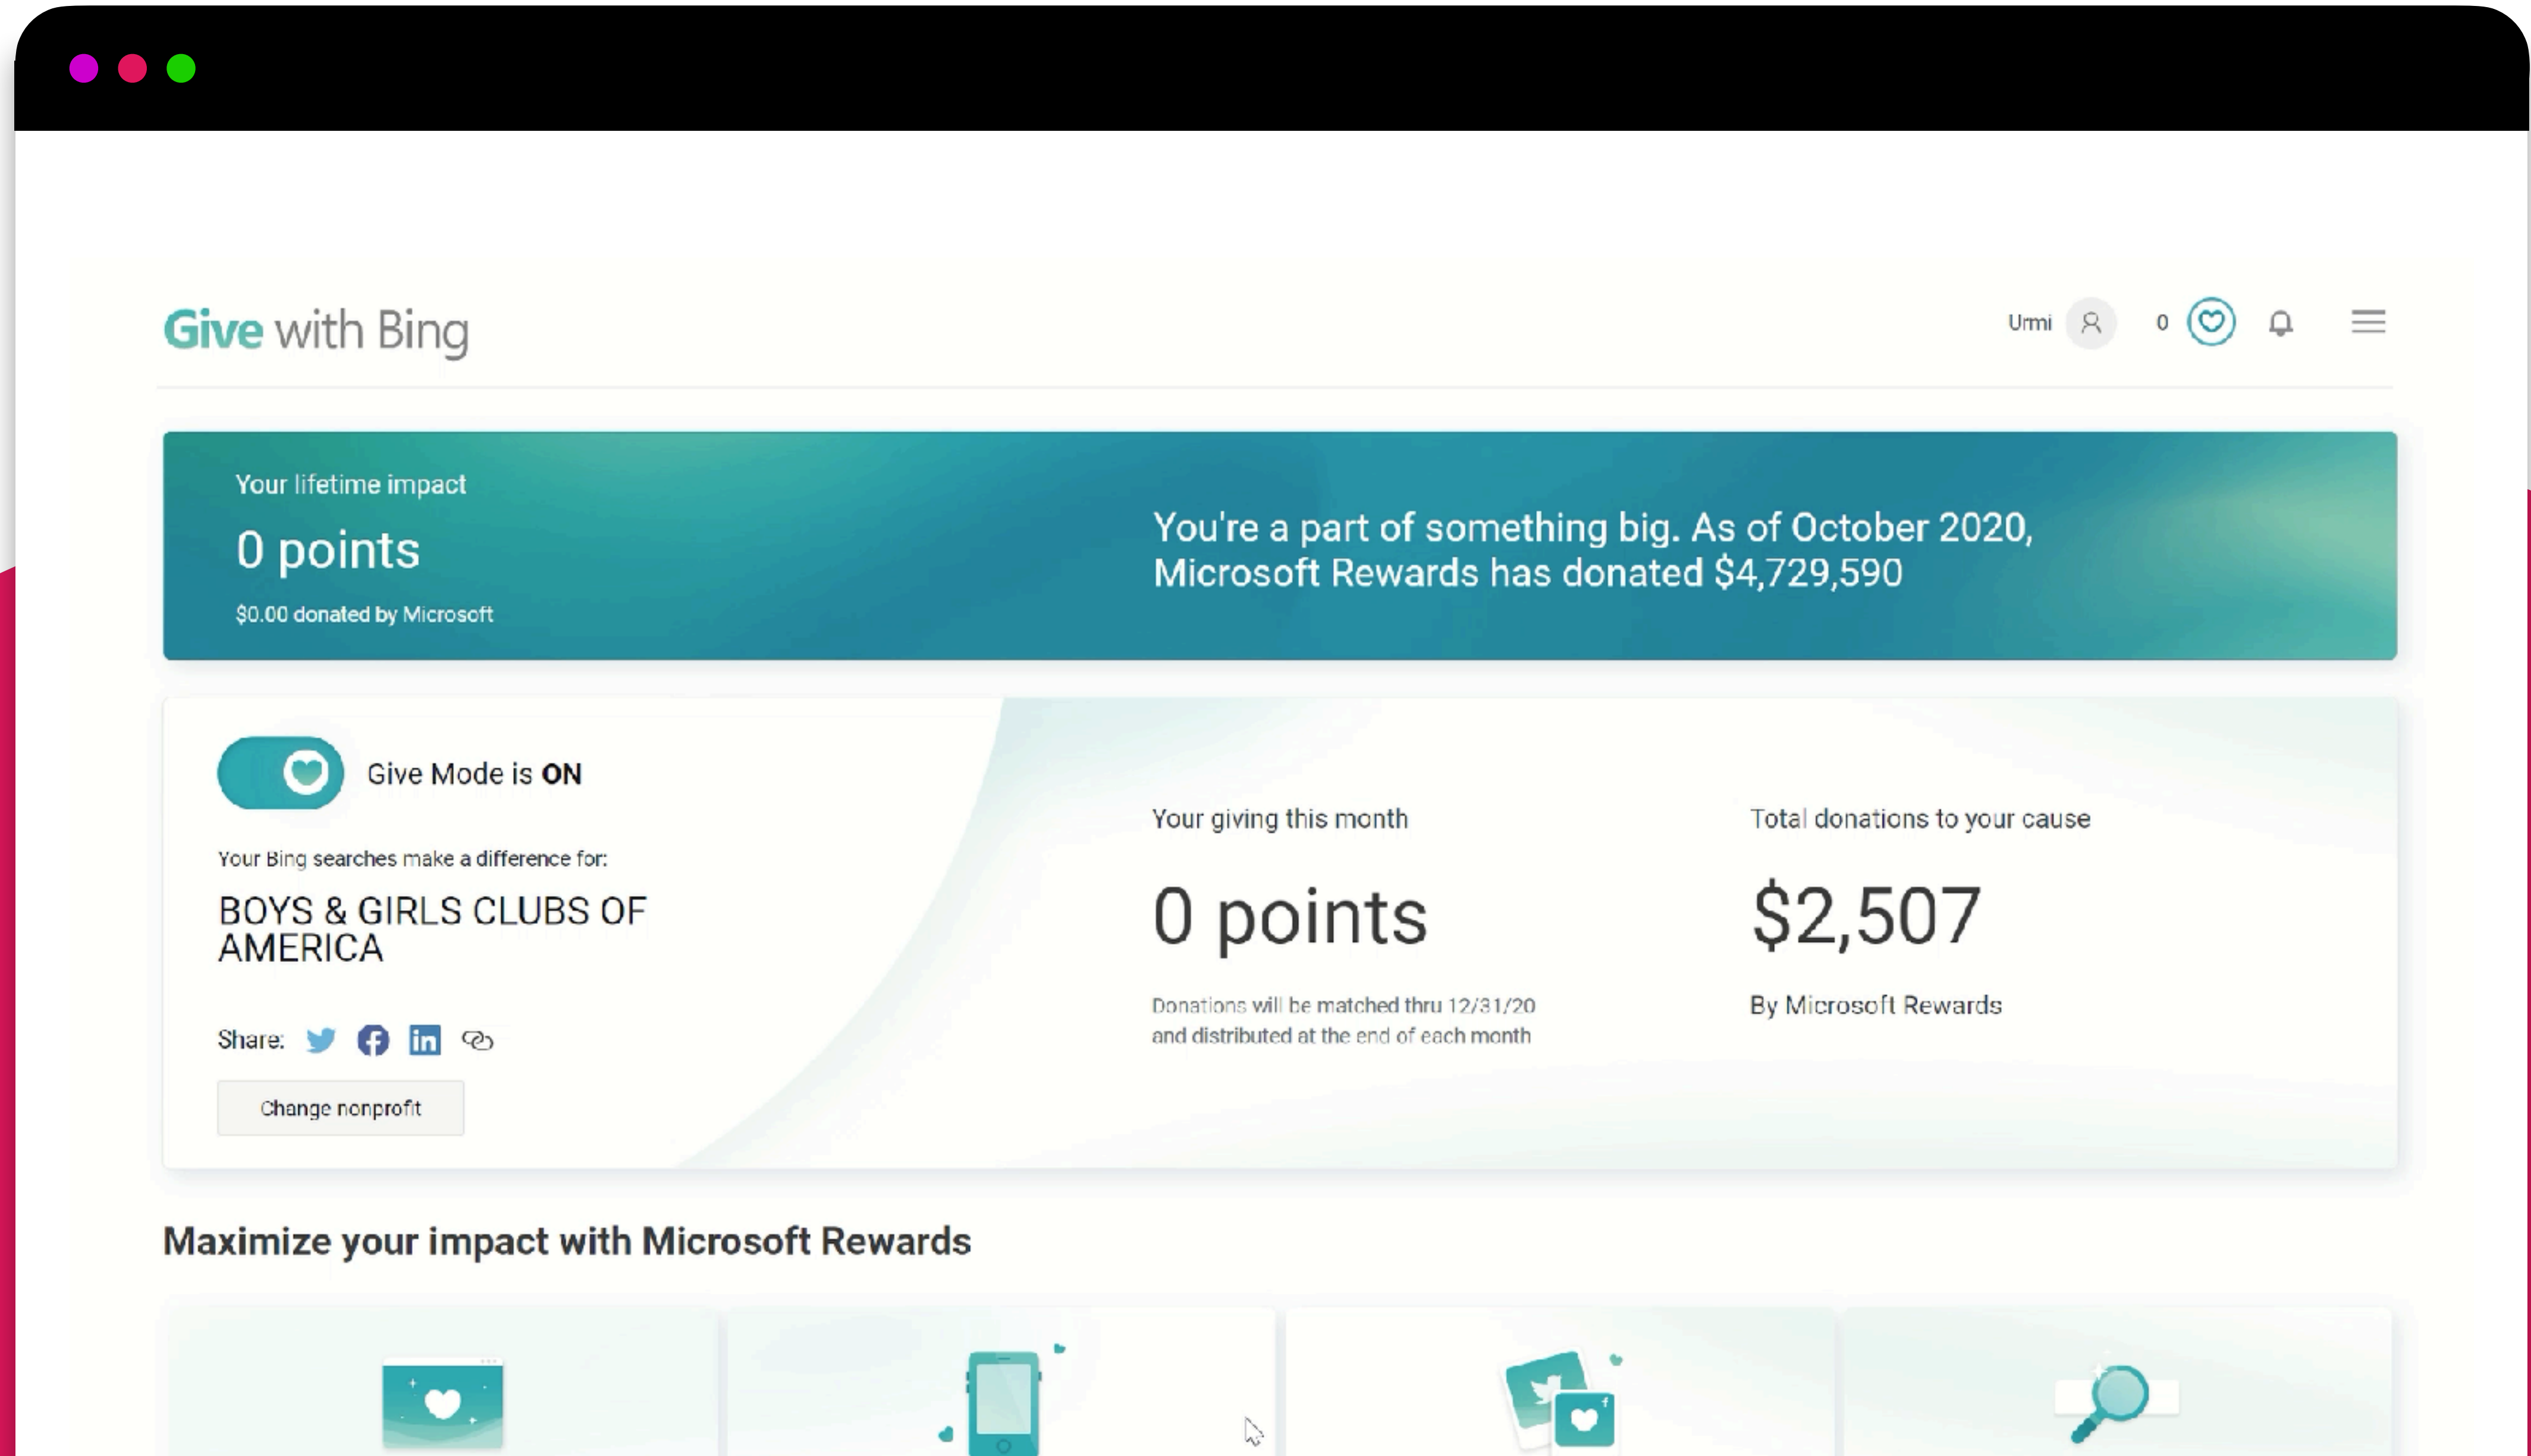 Give with Bing
Urmi 0
Your lifetime impact
0 points
$0.00 donated by Microsoft
You're a part of something big. As of October 2020,
Microsoft Rewards has donated $4,729,590
Give Mode is ON
Your Bing searches make a difference for:
BOYS & GIRLS CLUBS OF
AMERICA
Share:
Change nonprofit
Your giving this month
0 points
Donations will be matched thru 12/31/20
and distributed at the end of each month
Total donations to your cause
$2,507
By Microsoft Rewards
Maximize your impact with Microsoft Rewards